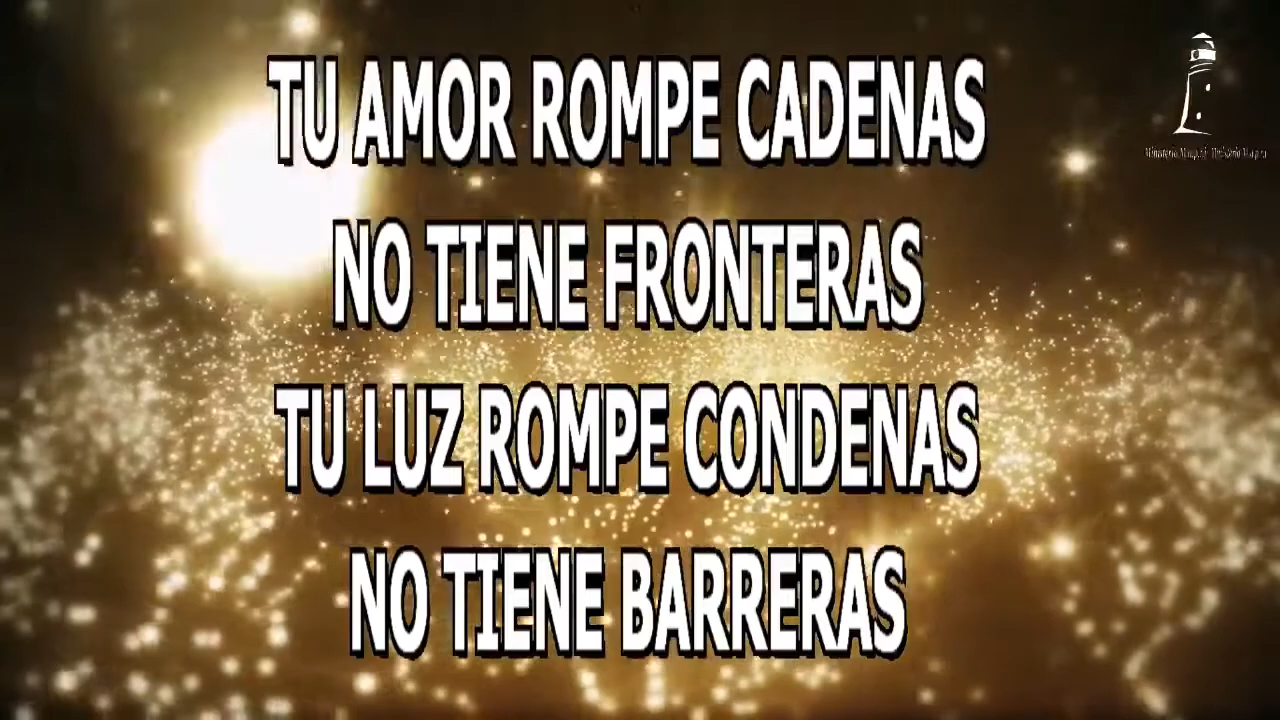 TU AMOR ROMPE CADENAS
NO TIENE FRONTERAS
TU LUZ ROMPE CONDENAS
NO TIENE BARRERAS